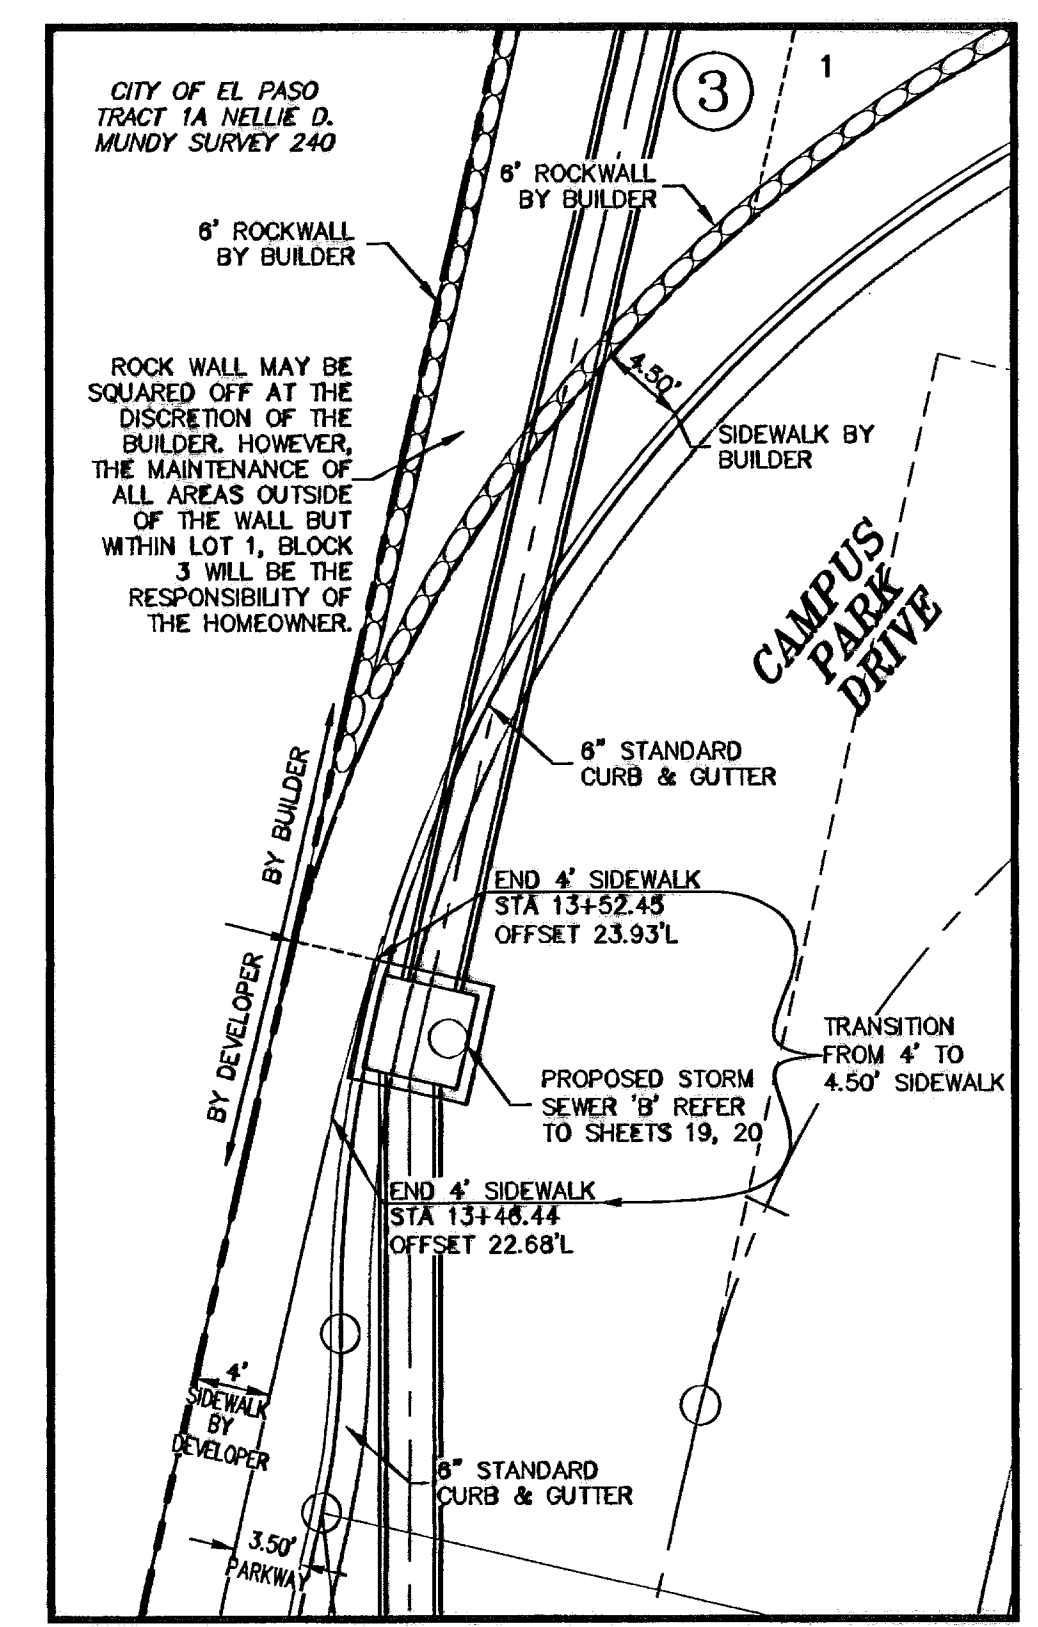 CITY OF EL PASO
TRACT 1A NELLIE D.
MUNDY SURVEY 240
3
1
6' ROCKWALL
BY BUILDER
6' ROCKWALL
BY BUILDER
ROCK WALL MAY BE
SQUARED OFF AT THE
DISCRETION OF THE
BUILDER. HOWEVER,
THE MAINTENANCE OF
ALL AREAS OUTSIDE
OF THE WALL BUT
WITHIN LOT 1, BLOCK
3 WILL BE THE
RESPONSIBILITY OF
THE HOMEOWNER.
4.50'
SIDEWALK BY
BUILDER
CAMPUS
PARK
DRIVE
6" STANDARD
CURB & GUTTER
BY BUILDER
BY DEVELOPER
END 4' SIDEWALK
STA 13+52.45
OFFSET 23.93'L
TRANSITION
FROM 4' TO
4.50' SIDEWALK
PROPOSED STORM
SEWER 'B' REFER
TO SHEETS 19, 20
END 4' SIDEWALK
STA 13+46.44
OFFSET 22.68'L
4'
SIDEWALK
BY
DEVELOPER
6" STANDARD
CURB & GUTTER
3.50'
PARKWAY